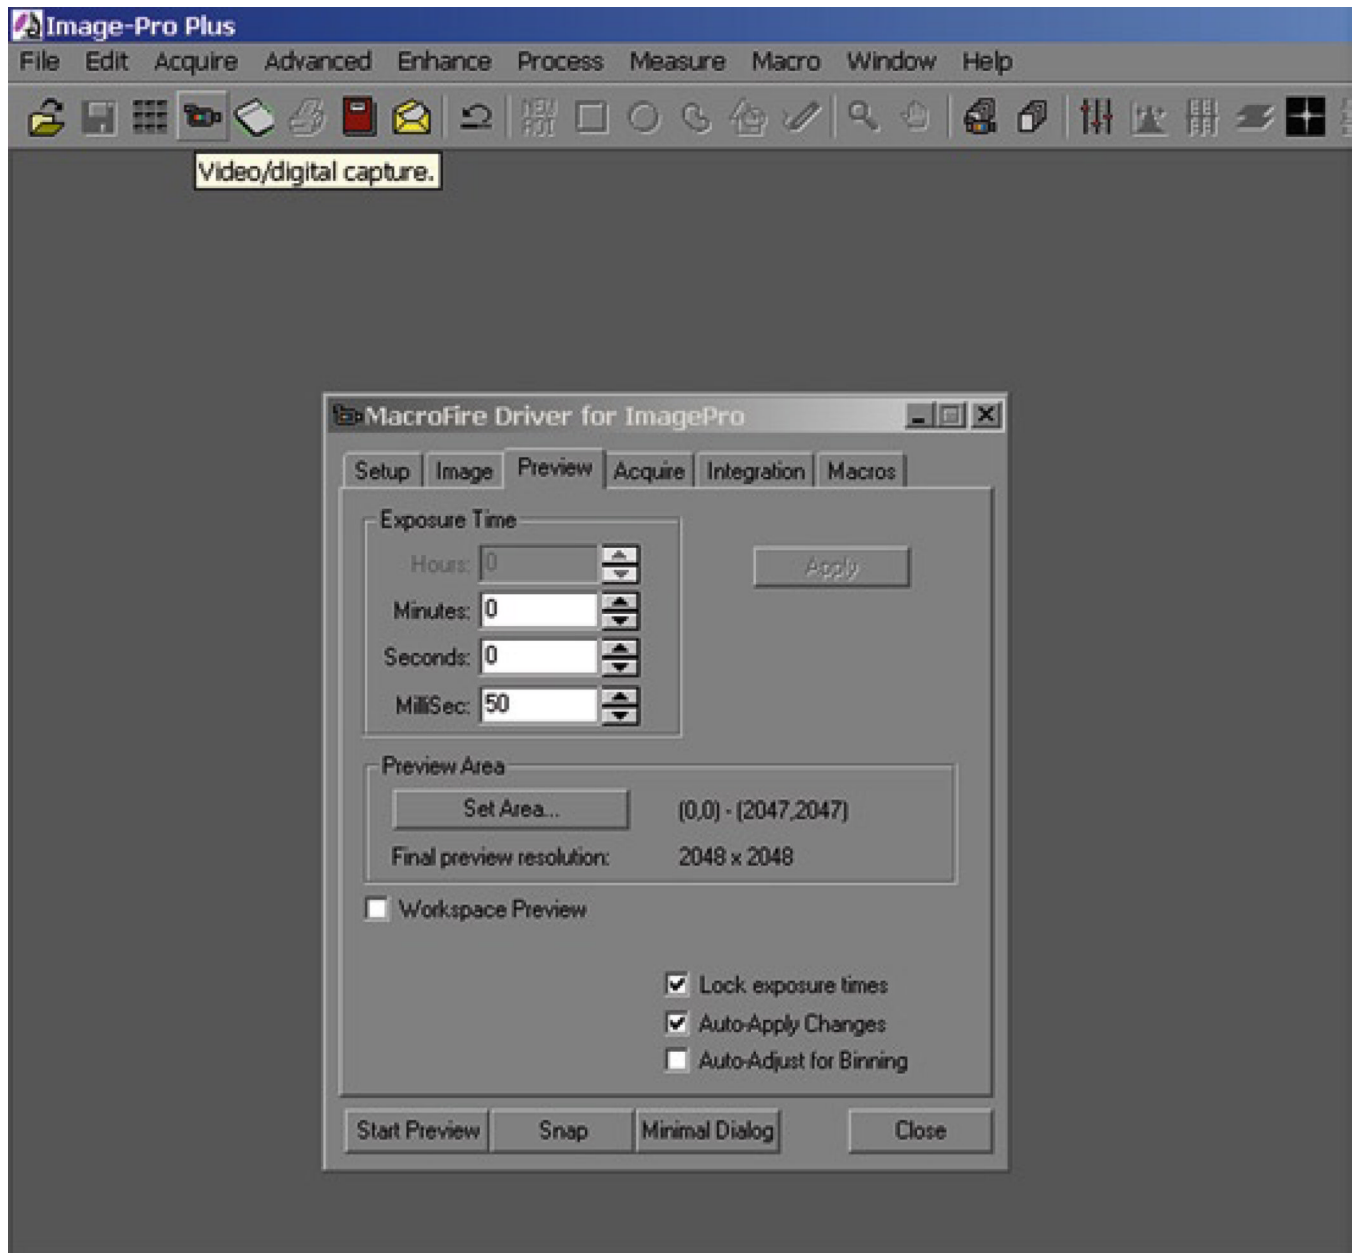 Image-Pro Plus
File Edit Acquire Advanced Enhance Process Measure Macro Window Help
NEW AOI
Video/digital capture.
MacroFire Driver for ImagePro
Setup Image Preview Acquire Integration Macros
Exposure Time
Hours: 0
Apply
Minutes: 0
Seconds: 0
MilliSec: 50
Preview Area
Set Area... (0,0) - (2047,2047)
Final preview resolution: 2048 x 2048
Workspace Preview
Lock exposure times
Auto-Apply Changes
Auto-Adjust for Binning
Start Preview Snap Minimal Dialog Close